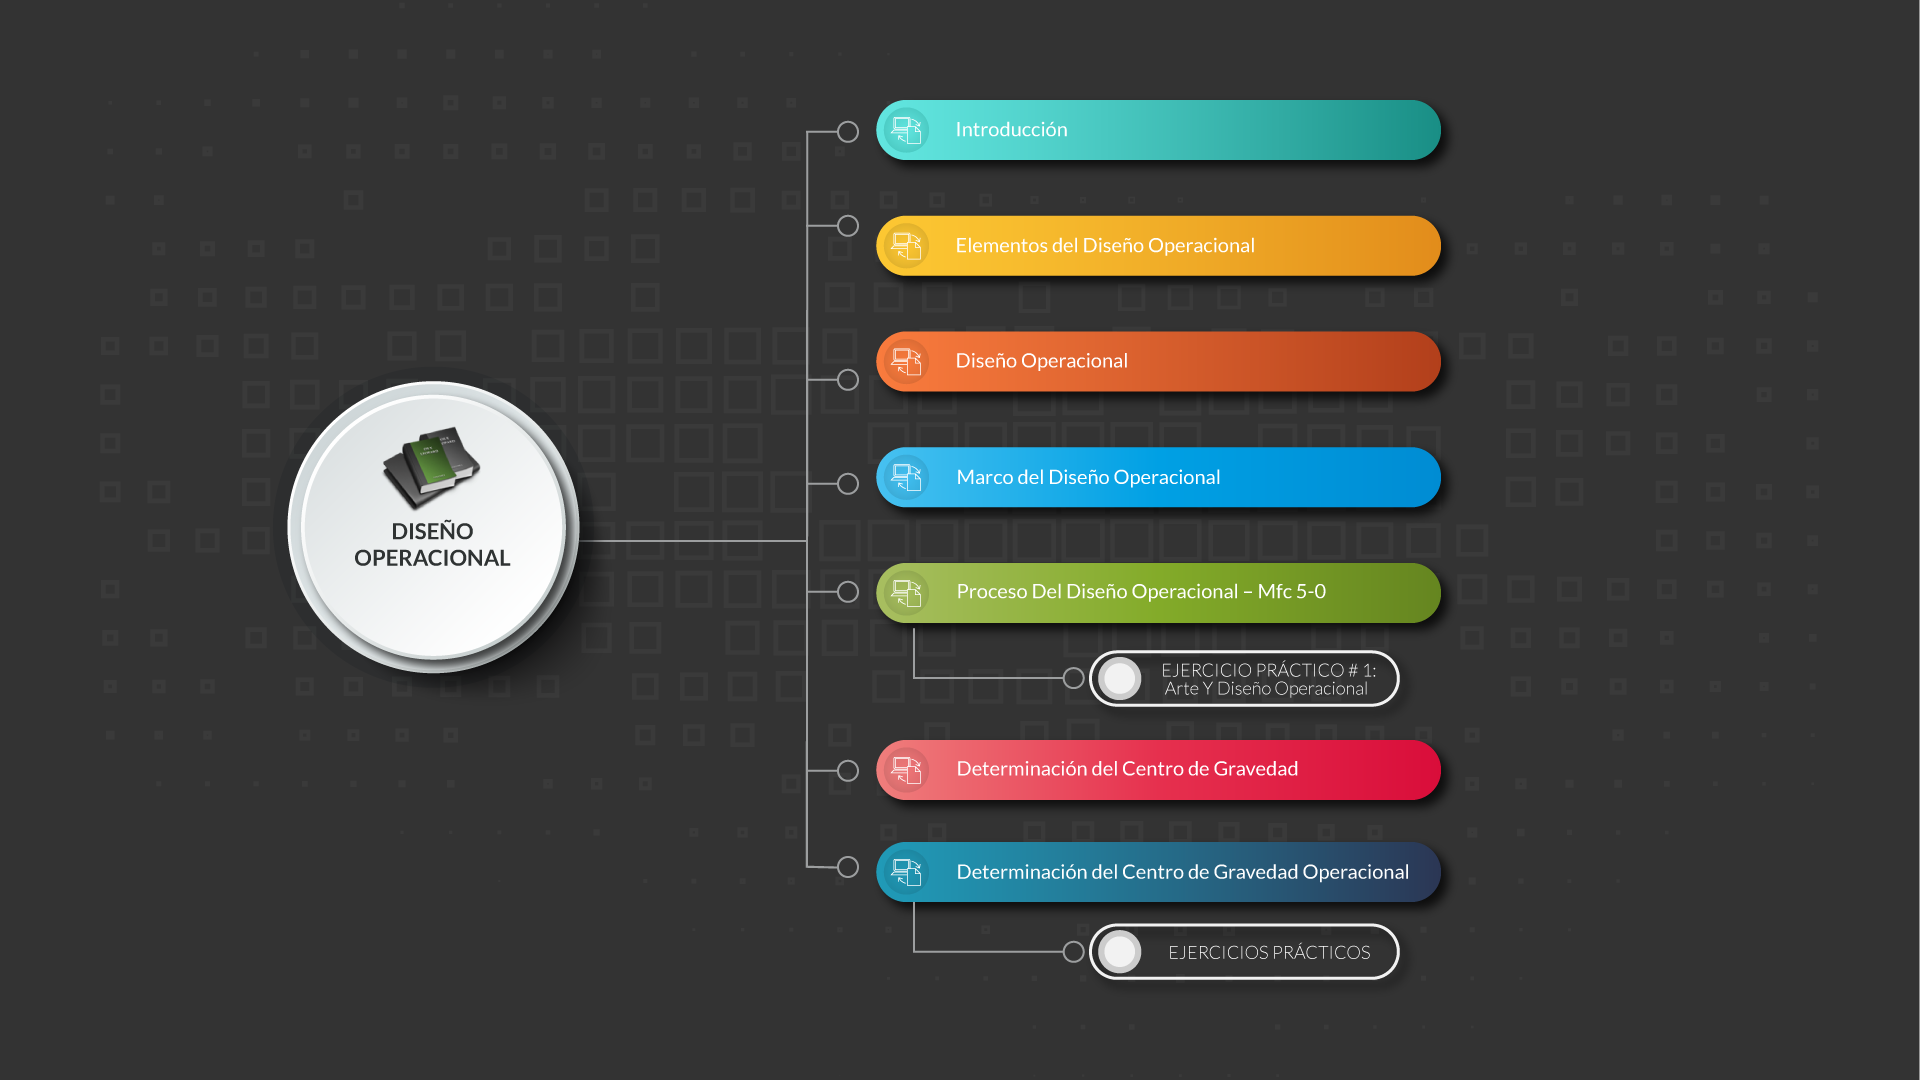 Introducción
Elementos del Diseño Operacional
Diseño Operacional
Marco del Diseño Operacional
DISEÑO
OPERACIONAL
Proceso Del Diseño Operacional – Mfc 5-0
EJERCICIO PRÁCTICO # 1:
Arte Y Diseño Operacional
Determinación del Centro de Gravedad
Determinación del Centro de Gravedad Operacional
EJERCICIOS PRÁCTICOS